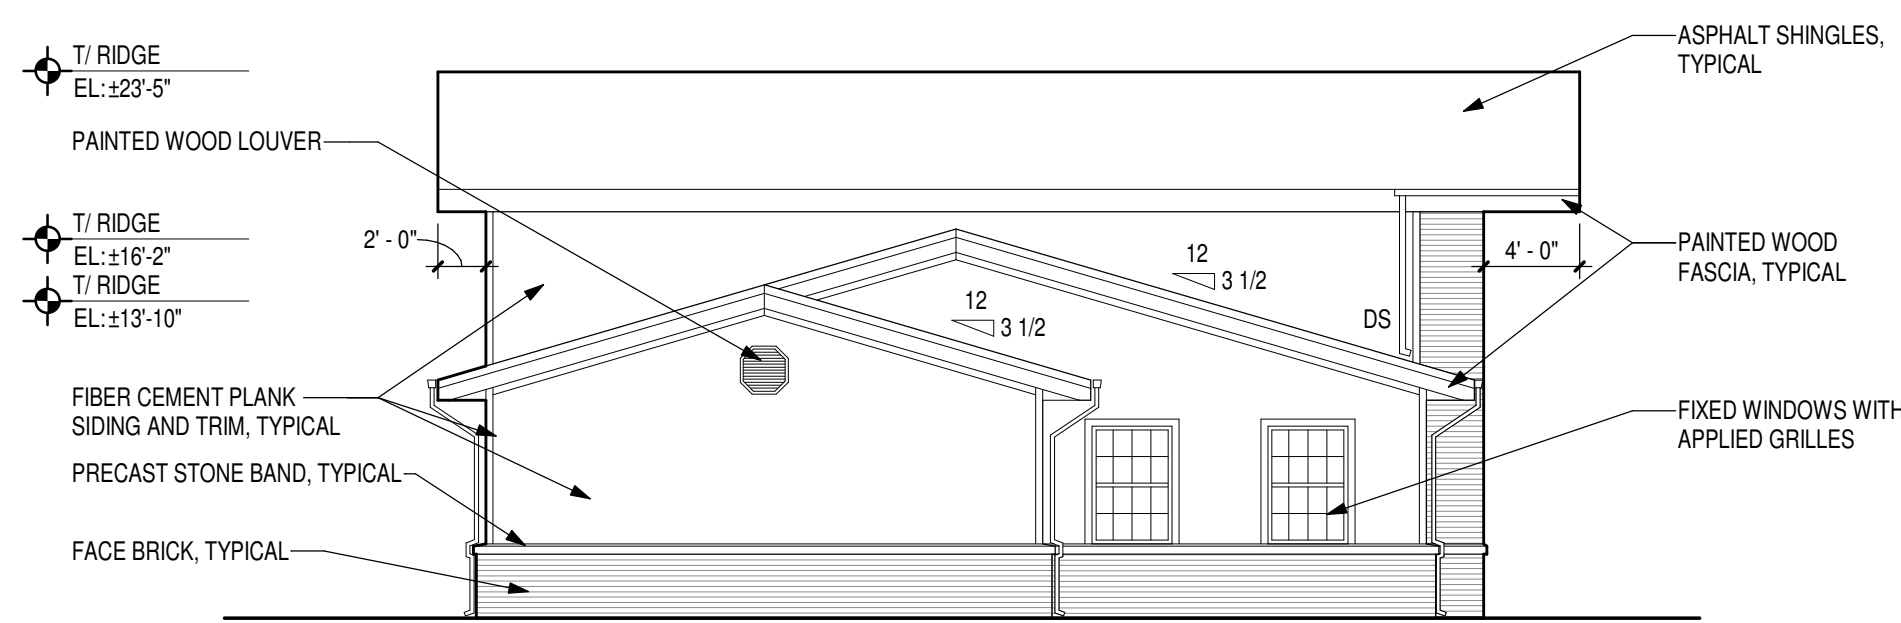 T/ RIDGE
EL:±23'-5"
PAINTED WOOD LOUVER
T/ RIDGE
EL:±16'-2"
T/ RIDGE
EL:±13'-10"
FIBER CEMENT PLANK
SIDING AND TRIM, TYPICAL
PRECAST STONE BAND, TYPICAL
FACE BRICK, TYPICAL
2' - 0"
12
3 1/2
12
3 1/2
DS
4' - 0"
ASPHALT SHINGLES,
TYPICAL
PAINTED WOOD
FASCIA, TYPICAL
FIXED WINDOWS WITH
APPLIED GRILLES